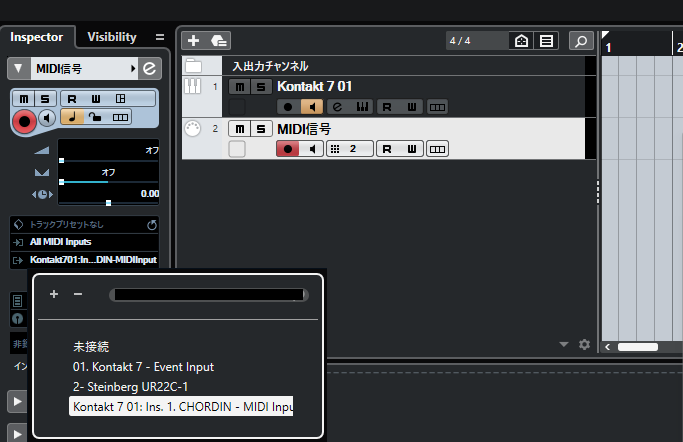 Inspector
Visibility
MIDI信号
M S R W
オフ
オフ
0.00
トラックプリセットなし
All MIDI Inputs
Kontakt701:In...DIN-MIDIInput
4 / 4
入出力チャンネル
1 M S Kontakt 7 01
R W
2 M S MIDI信号
2 R W
1
2
+ −
未接続
01. Kontakt 7 - Event Input
2- Steinberg UR22C-1
Kontakt 7 01: Ins. 1. CHORDIN - MIDI Inpu